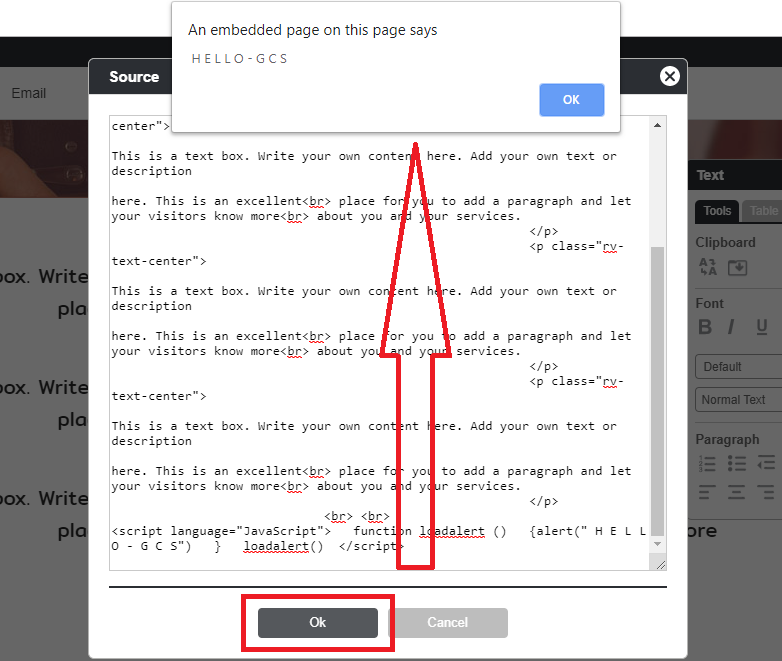 An embedded page on this page says
H E L L O - G C S
OK
Email
Source
center">
This is a text box. Write your own content here. Add your own text or
description
here. This is an excellent<br> place for you to add a paragraph and let
your visitors know more<br> about you and your services.
</p>
<p class="rv-
text-center">
This is a text box. Write your own content here. Add your own text or
description
here. This is an excellent<br> place for you to add a paragraph and let
your visitors know more<br> about you and your services.
</p>
<p class="rv-
text-center">
This is a text box. Write your own content here. Add your own text or
description
here. This is an excellent<br> place for you to add a paragraph and let
your visitors know more<br> about you and your services.
</p>
<br> <br>
<script language="JavaScript">   function loadalert ()   {alert(" H E L L
O - G C S")   }   loadalert()  </script>
Ok
Cancel
box. Write
pla
box. Write
pla
box. Write
pla
ore
Text
Tools
Table
Clipboard
Font
B I U
Default
Normal Text
Paragraph